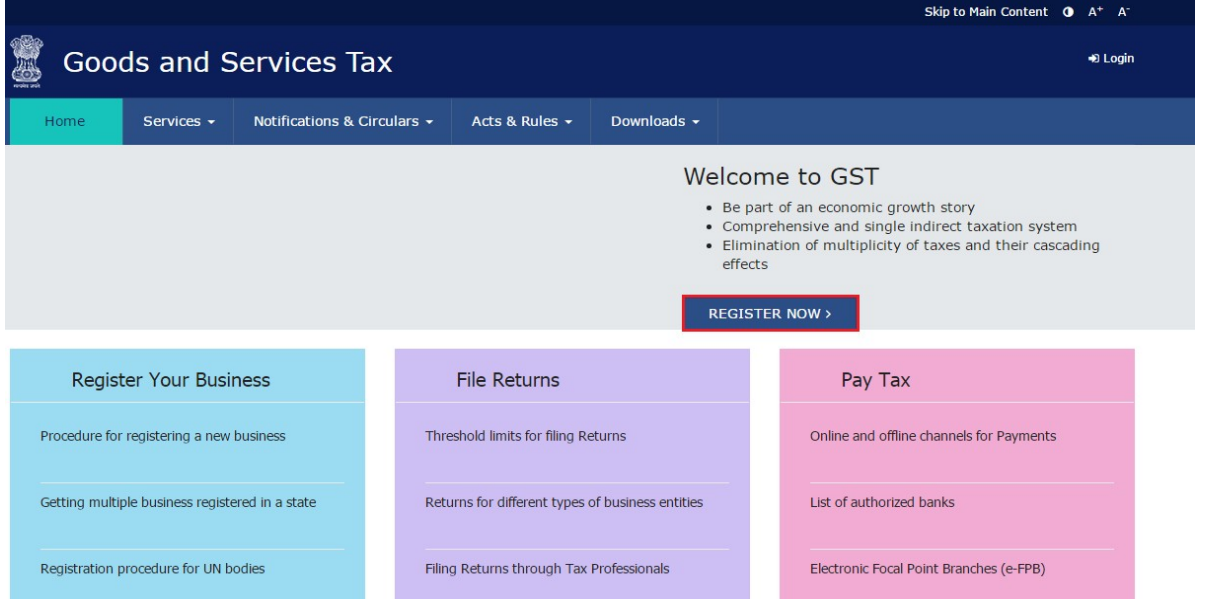 Skip to Main Content A+ A-
Goods and Services Tax
Login
Home Services Notifications & Circulars Acts & Rules Downloads
Welcome to GST
• Be part of an economic growth story
• Comprehensive and single indirect taxation system
• Elimination of multiplicity of taxes and their cascading
effects
REGISTER NOW >
Register Your Business
Procedure for registering a new business
Getting multiple business registered in a state
Registration procedure for UN bodies
File Returns
Threshold limits for filing Returns
Returns for different types of business entities
Filing Returns through Tax Professionals
Pay Tax
Online and offline channels for Payments
List of authorized banks
Electronic Focal Point Branches (e-FPB)